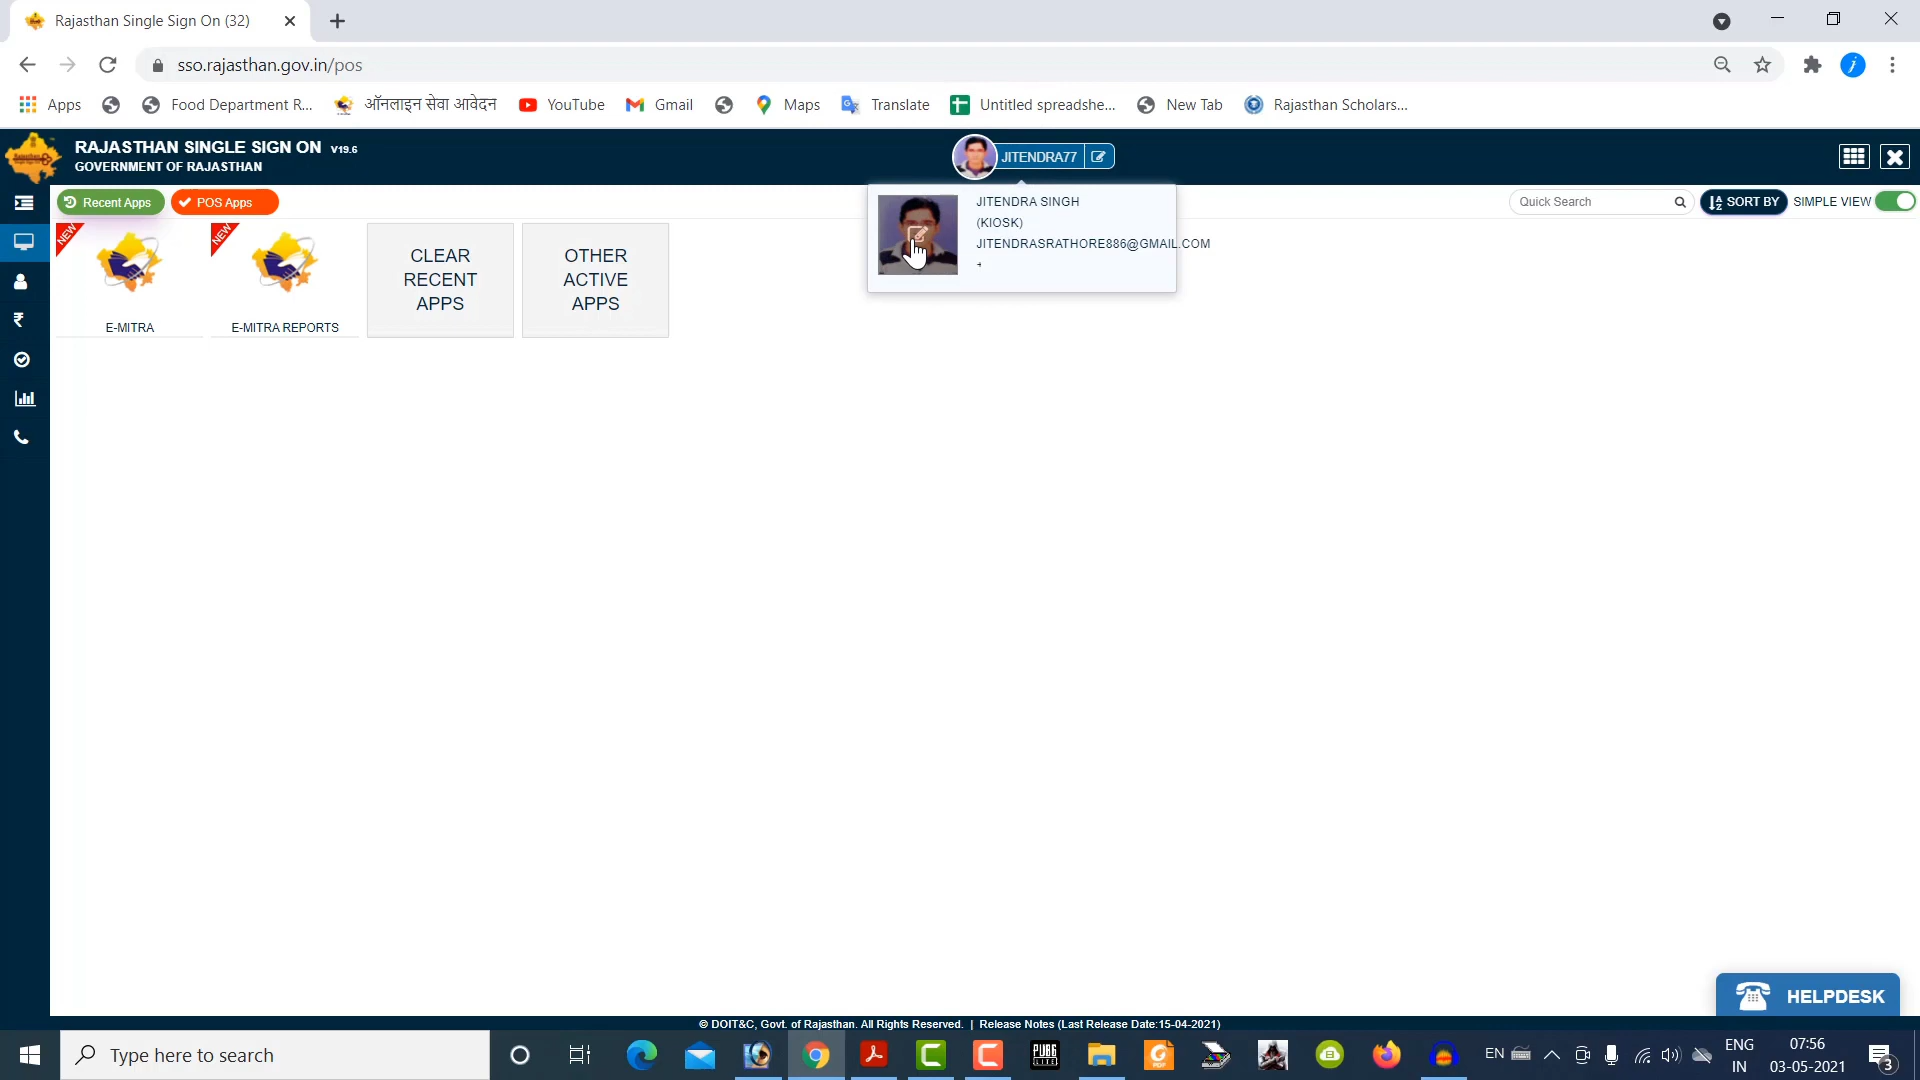 Rajasthan Single Sign On (32)
sso.rajasthan.gov.in/pos
Apps
Food Department R...
ऑनलाइन सेवा आवेदन
YouTube
Gmail
Maps
Translate
Untitled spreadshe...
New Tab
Rajasthan Scholars...
RAJASTHAN SINGLE SIGN ON V19.6
GOVERNMENT OF RAJASTHAN
JITENDRA77
Recent Apps
POS Apps
JITENDRA SINGH
(KIOSK)
JITENDRASRATHORE886@GMAIL.COM
Quick Search
SORT BY
SIMPLE VIEW
NEW
E-MITRA
NEW
E-MITRA REPORTS
CLEAR
RECENT
APPS
OTHER
ACTIVE
APPS
HELPDESK
© DOIT&C, Govt. of Rajasthan. All Rights Reserved. | Release Notes (Last Release Date:15-04-2021)
Type here to search
PUBG
LITE
EN
ENG
IN
07:56
03-05-2021
3